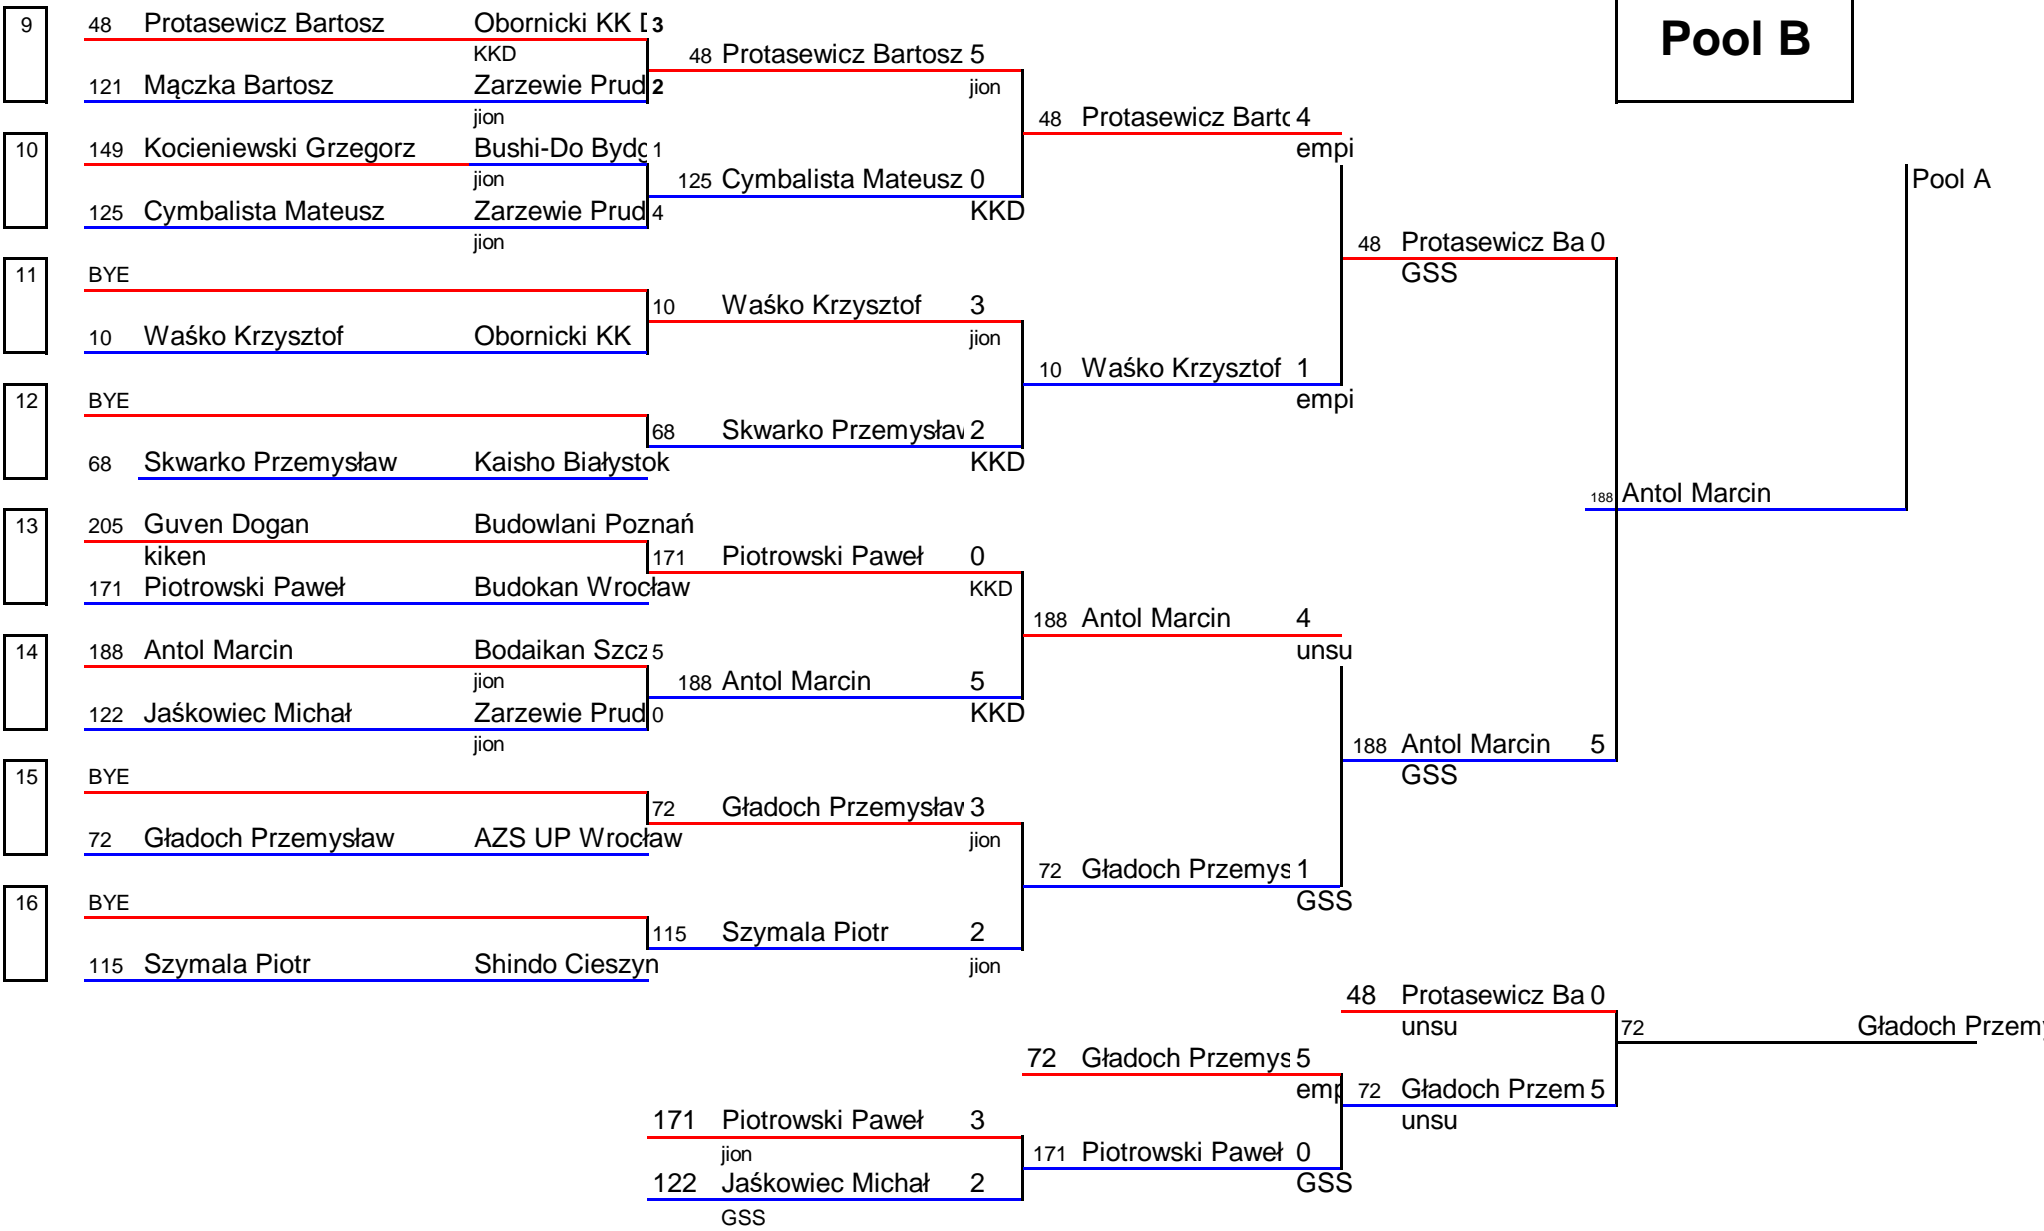 9 48 Protasewicz Bartosz Obornicki KK 3
Pool B
KKD
48 Protasewicz Bartosz 5
121 Mączka Bartosz Zarzewie Prud 2
jion
jion
48 Protasewicz Barto 4
10 149 Kocieniewski Grzegorz Bushi-Do Bydg 1
empi
jion
125 Cymbalista Mateusz 0
Pool A
125 Cymbalista Mateusz Zarzewie Prud 4
KKD
jion
48 Protasewicz Ba 0
11 BYE
GSS
10 Waśko Krzysztof 3
10 Waśko Krzysztof Obornicki KK
jion
10 Waśko Krzysztof 1
12 BYE
empi
68 Skwarko Przemysław 2
68 Skwarko Przemysław Kaisho Białystok
KKD
188 Antol Marcin
13 205 Guven Dogan Budowlani Poznań
kiken
171 Piotrowski Paweł 0
171 Piotrowski Paweł Budokan Wrocław
KKD
188 Antol Marcin 4
14 188 Antol Marcin Bodaikan Szcz 5
unsu
jion
188 Antol Marcin 5
122 Jaśkowiec Michał Zarzewie Prud 0
KKD
jion
188 Antol Marcin 5
15 BYE
GSS
72 Gładoch Przemysław 3
72 Gładoch Przemysław AZS UP Wrocław
jion
72 Gładoch Przemys 1
16 BYE
GSS
115 Szymala Piotr 2
115 Szymala Piotr Shindo Cieszyn
jion
48 Protasewicz Ba 0
unsu
72 Gładoch Przemy
72 Gładoch Przemys 5
emp
72 Gładoch Przem 5
171 Piotrowski Paweł 3
unsu
jion
171 Piotrowski Paweł 0
122 Jaśkowiec Michał 2
GSS
GSS